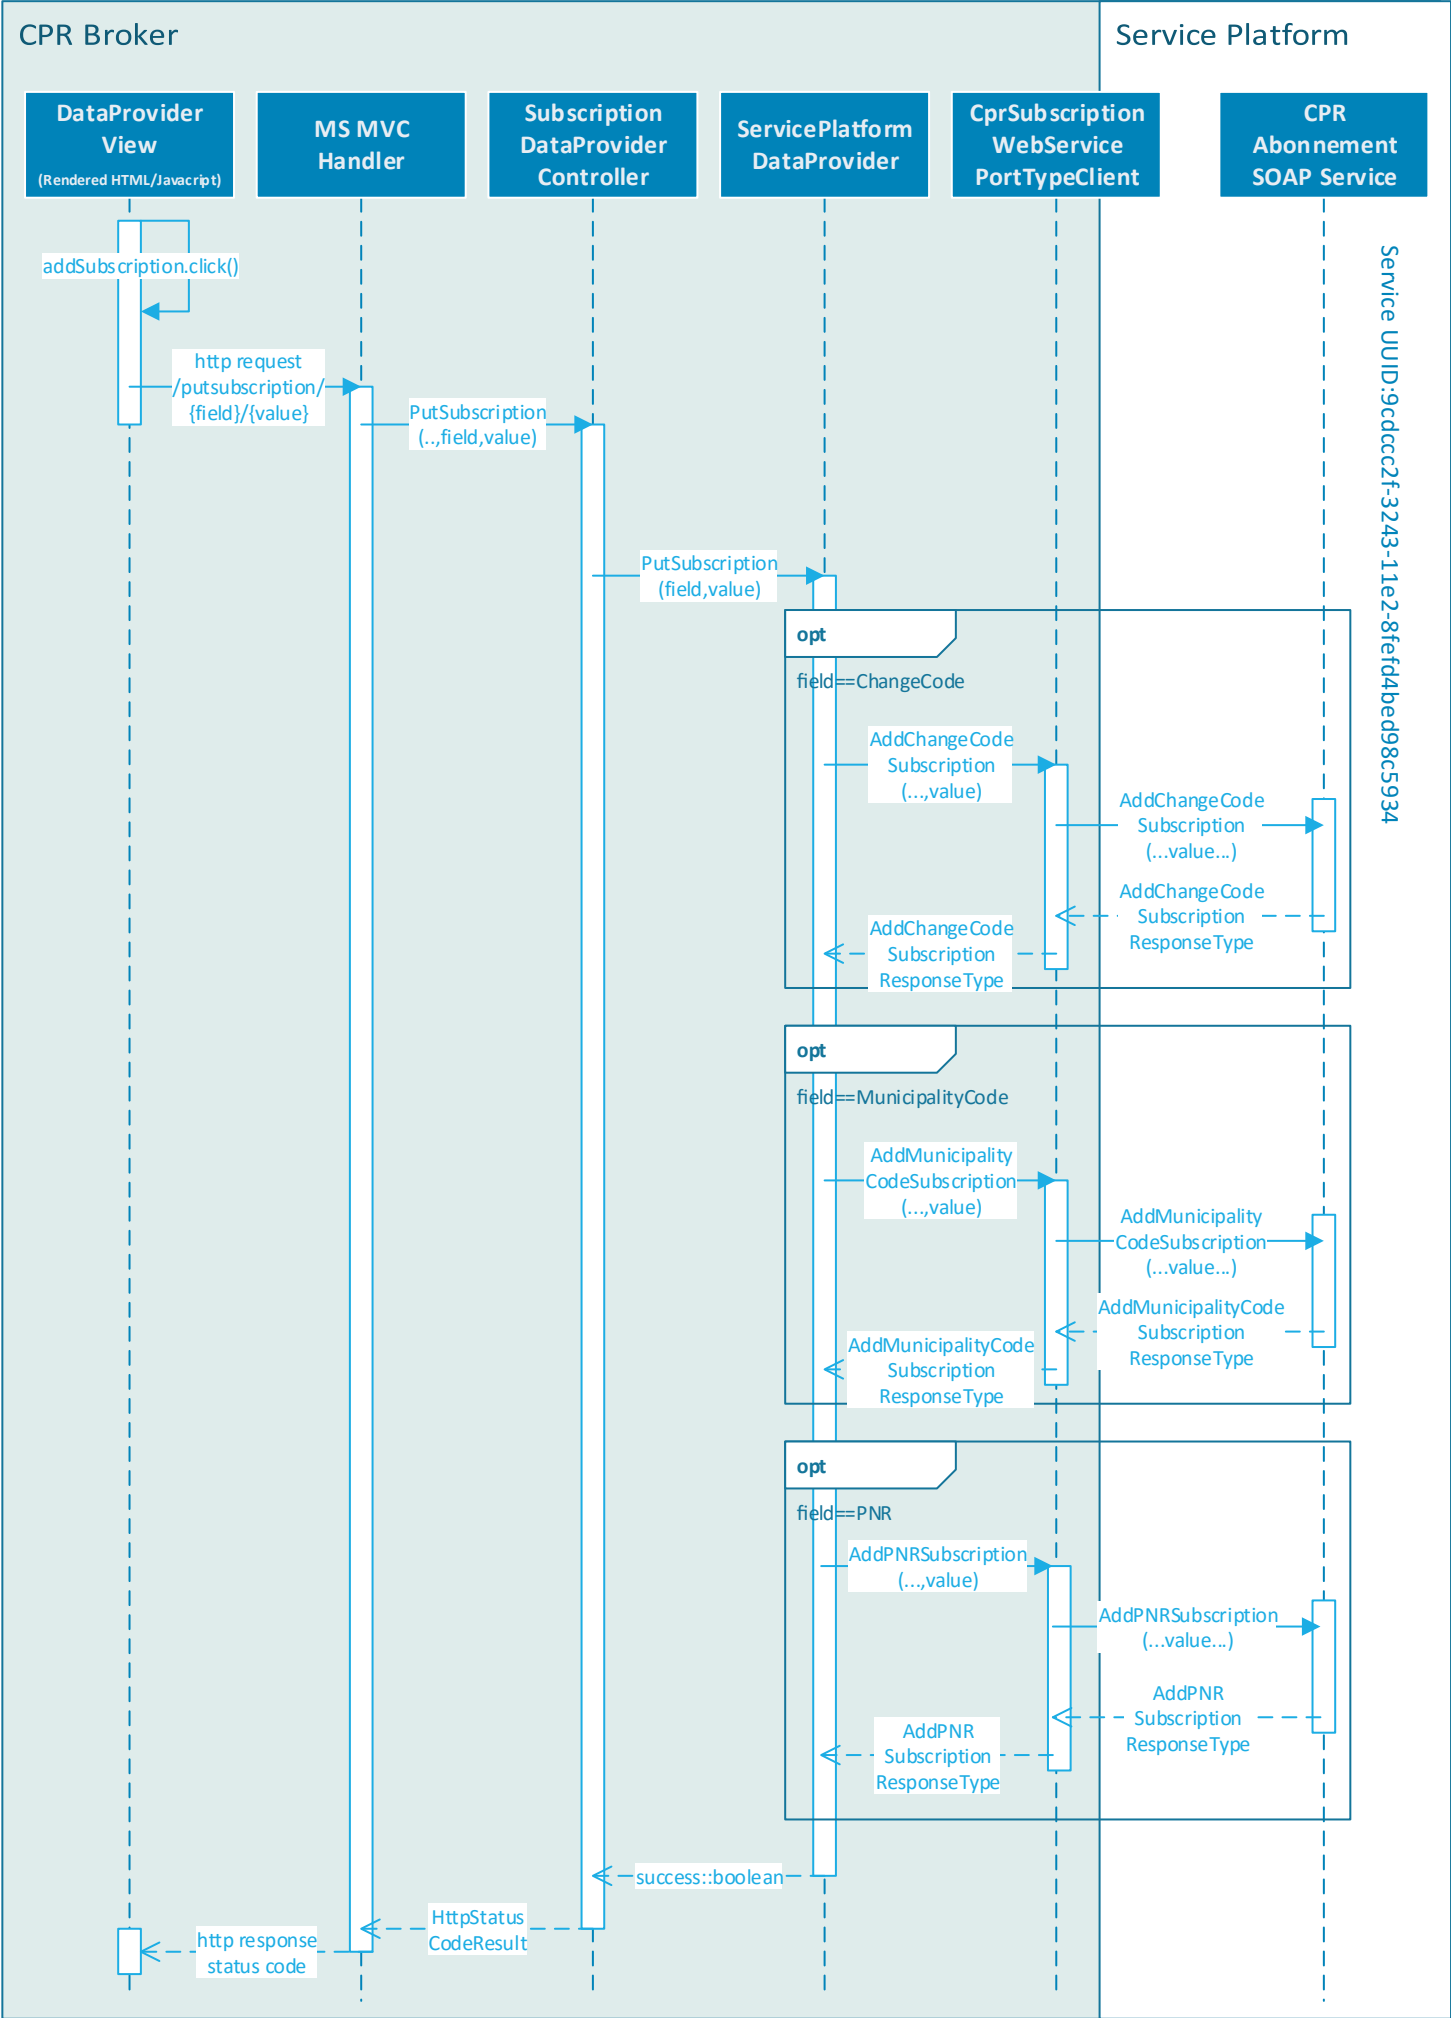 CPR Broker
Service Platform
DataProvider
View
(Rendered HTML/Javacript)
MS MVC
Handler
Subscription
DataProvider
Controller
ServicePlatform
DataProvider
CprSubscription
WebService
PortTypeClient
CPR
Abonnement
SOAP Service
Service UUID:9cdccc2f-3243-11e2-8fefd4bed98c5934
addSubscription.click()
http request
/putsubscription/
{field}/{value}
PutSubscription
(..,field,value)
PutSubscription
(field,value)
opt
field==ChangeCode
AddChangeCode
Subscription
(...,value)
AddChangeCode
Subscription
(...value...)
AddChangeCode
Subscription
ResponseType
AddChangeCode
Subscription
ResponseType
opt
field==MunicipalityCode
AddMunicipality
CodeSubscription
(...,value)
AddMunicipality
CodeSubscription
(...value...)
AddMunicipalityCode
Subscription
ResponseType
AddMunicipalityCode
Subscription
ResponseType
opt
field==PNR
AddPNRSubscription
(...,value)
AddPNRSubscription
(...value...)
AddPNR
Subscription
ResponseType
AddPNR
Subscription
ResponseType
success::boolean
HttpStatus
CodeResult
http response
status code